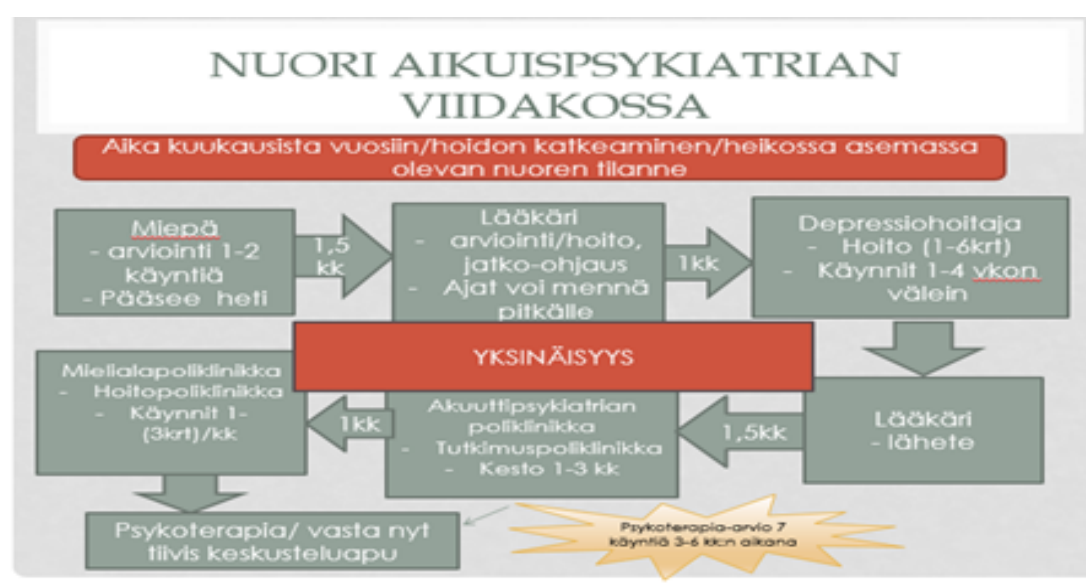 NUORI AIKUISPSYKIATRIAN
VIIDAKOSSA
Aika kuukausista vuosiin/hoidon katkeaminen/heikossa asemassa
olevan nuoren tilanne
Miepä
- arviointi 1-2
käyntiä
- Pääsee heti
1,5
kk
Lääkäri
- arviointi/hoito,
jatko-ohjaus
- Ajat voi mennä
pitkälle
1kk
Depressiohoitaja
- Hoito (1-6krt)
- Käynnit 1-4 vkon
välein
YKSINÄISYYS
Lääkäri
- lähete
1,5kk
Akuuttipsykiatrian
poliklinikka
- Tutkimuspoliklinikka
- Kesto 1-3 kk
1kk
Mielialapoliklinikka
- Hoitopoliklinikka
- Käynnit 1-
(3krt)/kk
Psykoterapia/ vasta nyt
tiivis keskusteluapu
Psykoterapia-arvio 7
käyntiä 3-6 kk:n aikana